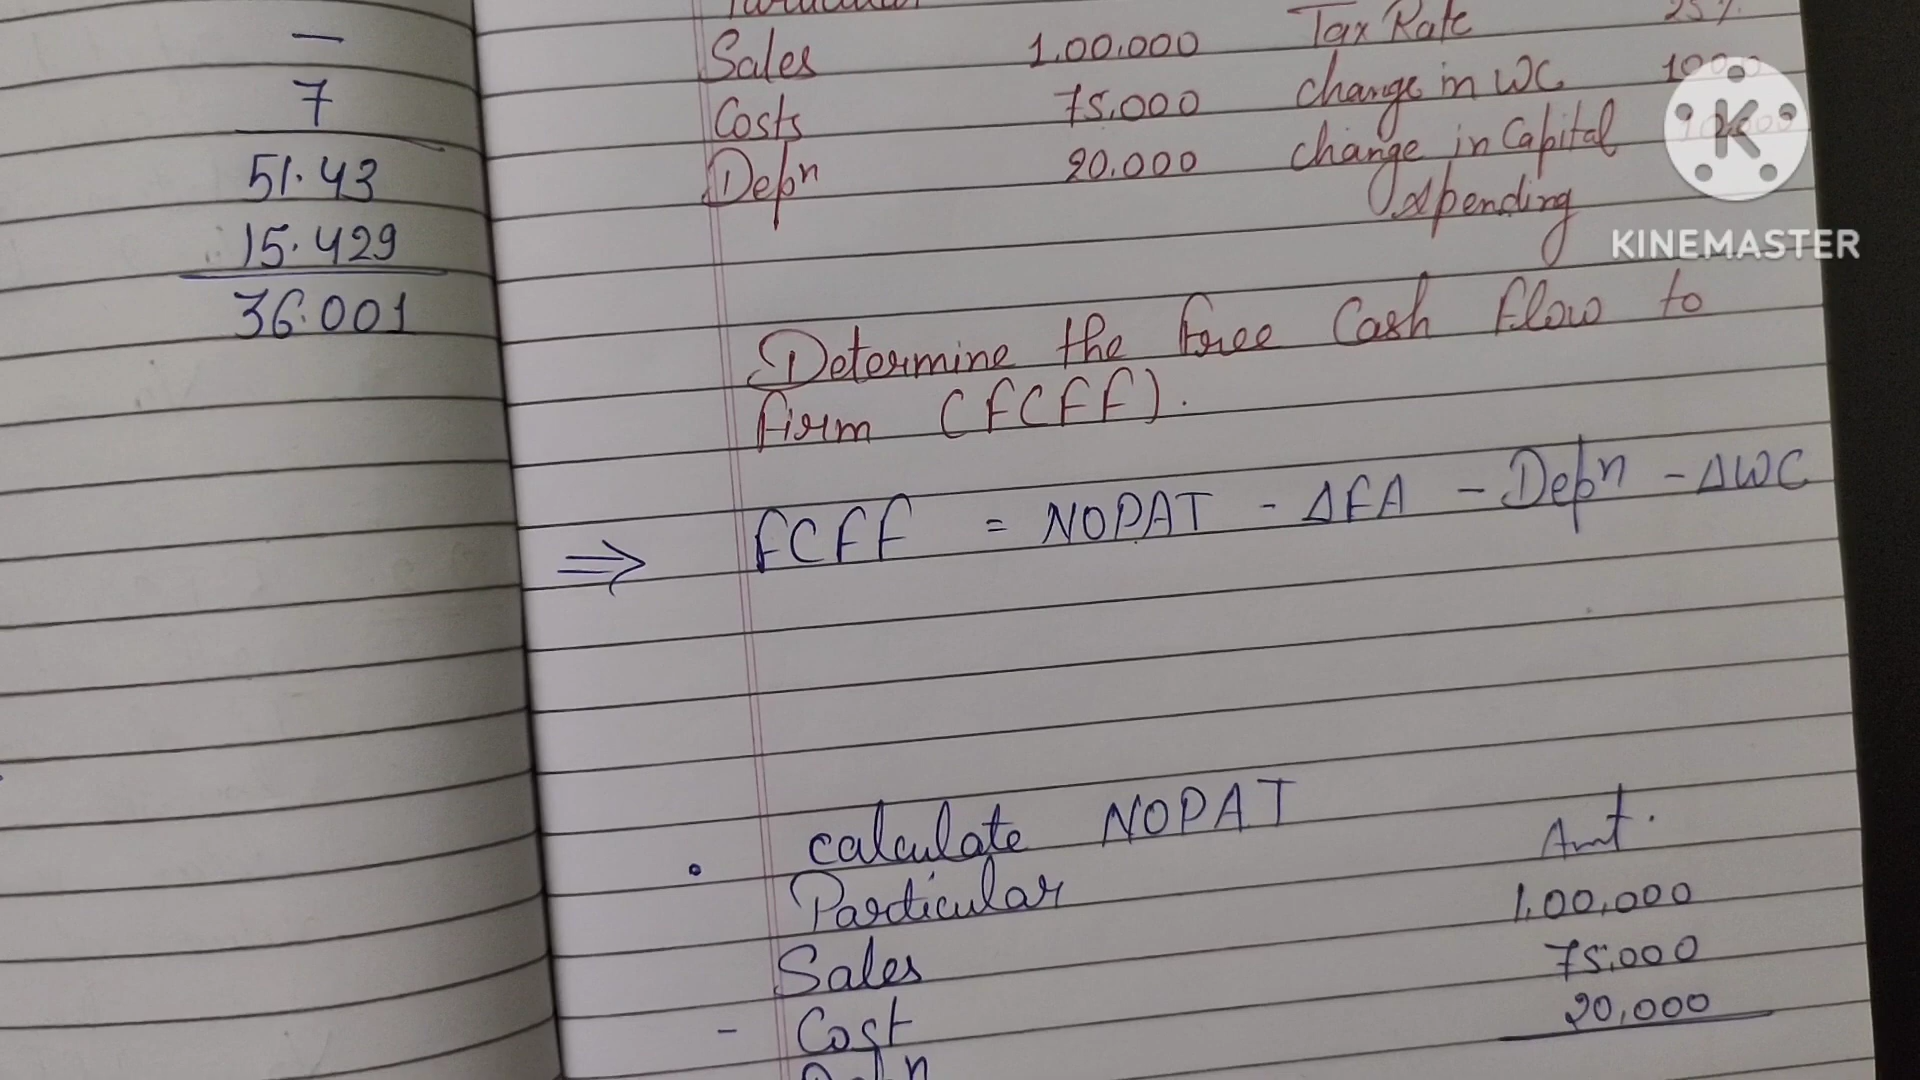 —
7
51.43
15.429
36.001
Sales 1,00,000 Tax Rate 25%
Costs 75,000 change in WC
Depn 20,000 change in Capital
spending
KINEMASTER
Determine the free Cash flow to
firm (FCFF).
⇒ FCFF = NOPAT - ΔFA - Depn - ΔWC
• calculate NOPAT
Particular Amt.
Sales 1,00,000
- Cost 75,000
20,000